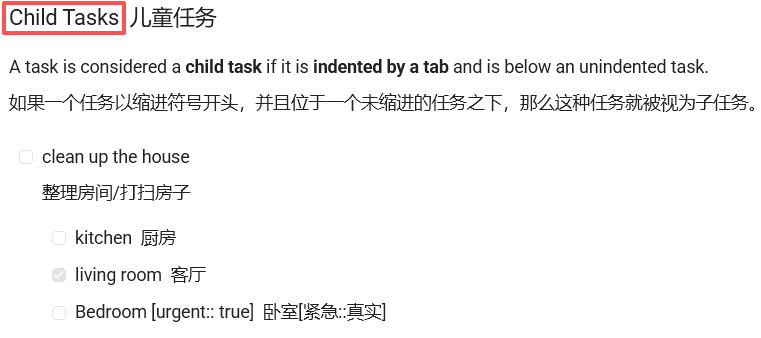 Child Tasks 儿童任务
A task is considered a child task if it is indented by a tab and is below an unindented task.
如果一个任务以缩进符号开头，并且位于一个未缩进的任务之下，那么这种任务就被视为子任务。
clean up the house
整理房间/打扫房子
kitchen 厨房
living room 客厅
Bedroom [urgent:: true] 卧室[紧急::真实]